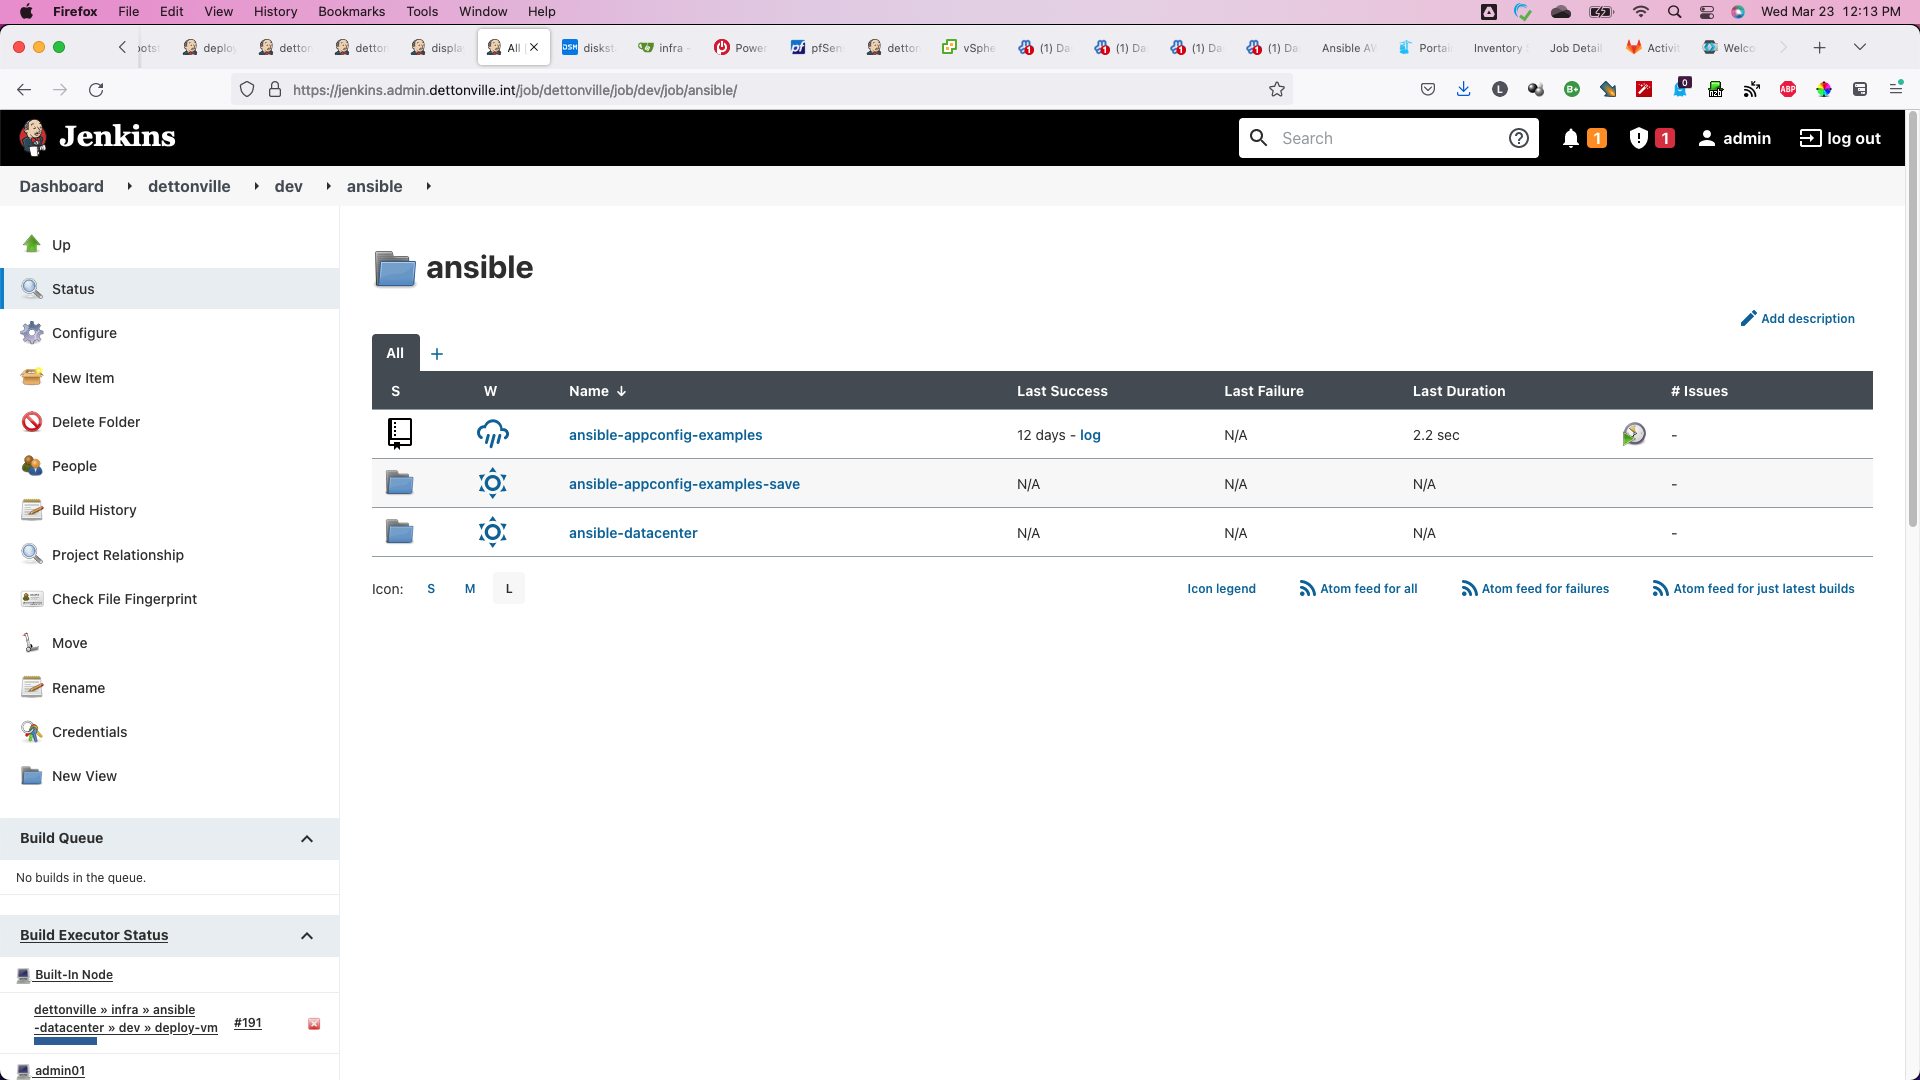 Firefox File Edit View History Bookmarks Tools Window Help Wed Mar 23 12:13 PM
deplo detton detton displa All diskst infra - Power pfSen detton vSphe (1) Da (1) Da (1) Da (1) Da Ansible AW Portai Inventory Job Detail Activit Welco
https://jenkins.admin.dettonville.int/job/dettonville/job/dev/job/ansible/
Jenkins Search 1 1 admin log out
Dashboard dettonville dev ansible
Up
Status
Configure
New Item
Delete Folder
People
Build History
Project Relationship
Check File Fingerprint
Move
Rename
Credentials
New View
Build Queue
No builds in the queue.
Build Executor Status
Built-In Node
dettonville » infra » ansible
-datacenter » dev » deploy-vm #191
admin01
ansible
Add description
All +
S W Name ↓ Last Success Last Failure Last Duration # Issues
ansible-appconfig-examples 12 days - log N/A 2.2 sec -
ansible-appconfig-examples-save N/A N/A N/A -
ansible-datacenter N/A N/A N/A -
Icon: S M L Icon legend Atom feed for all Atom feed for failures Atom feed for just latest builds